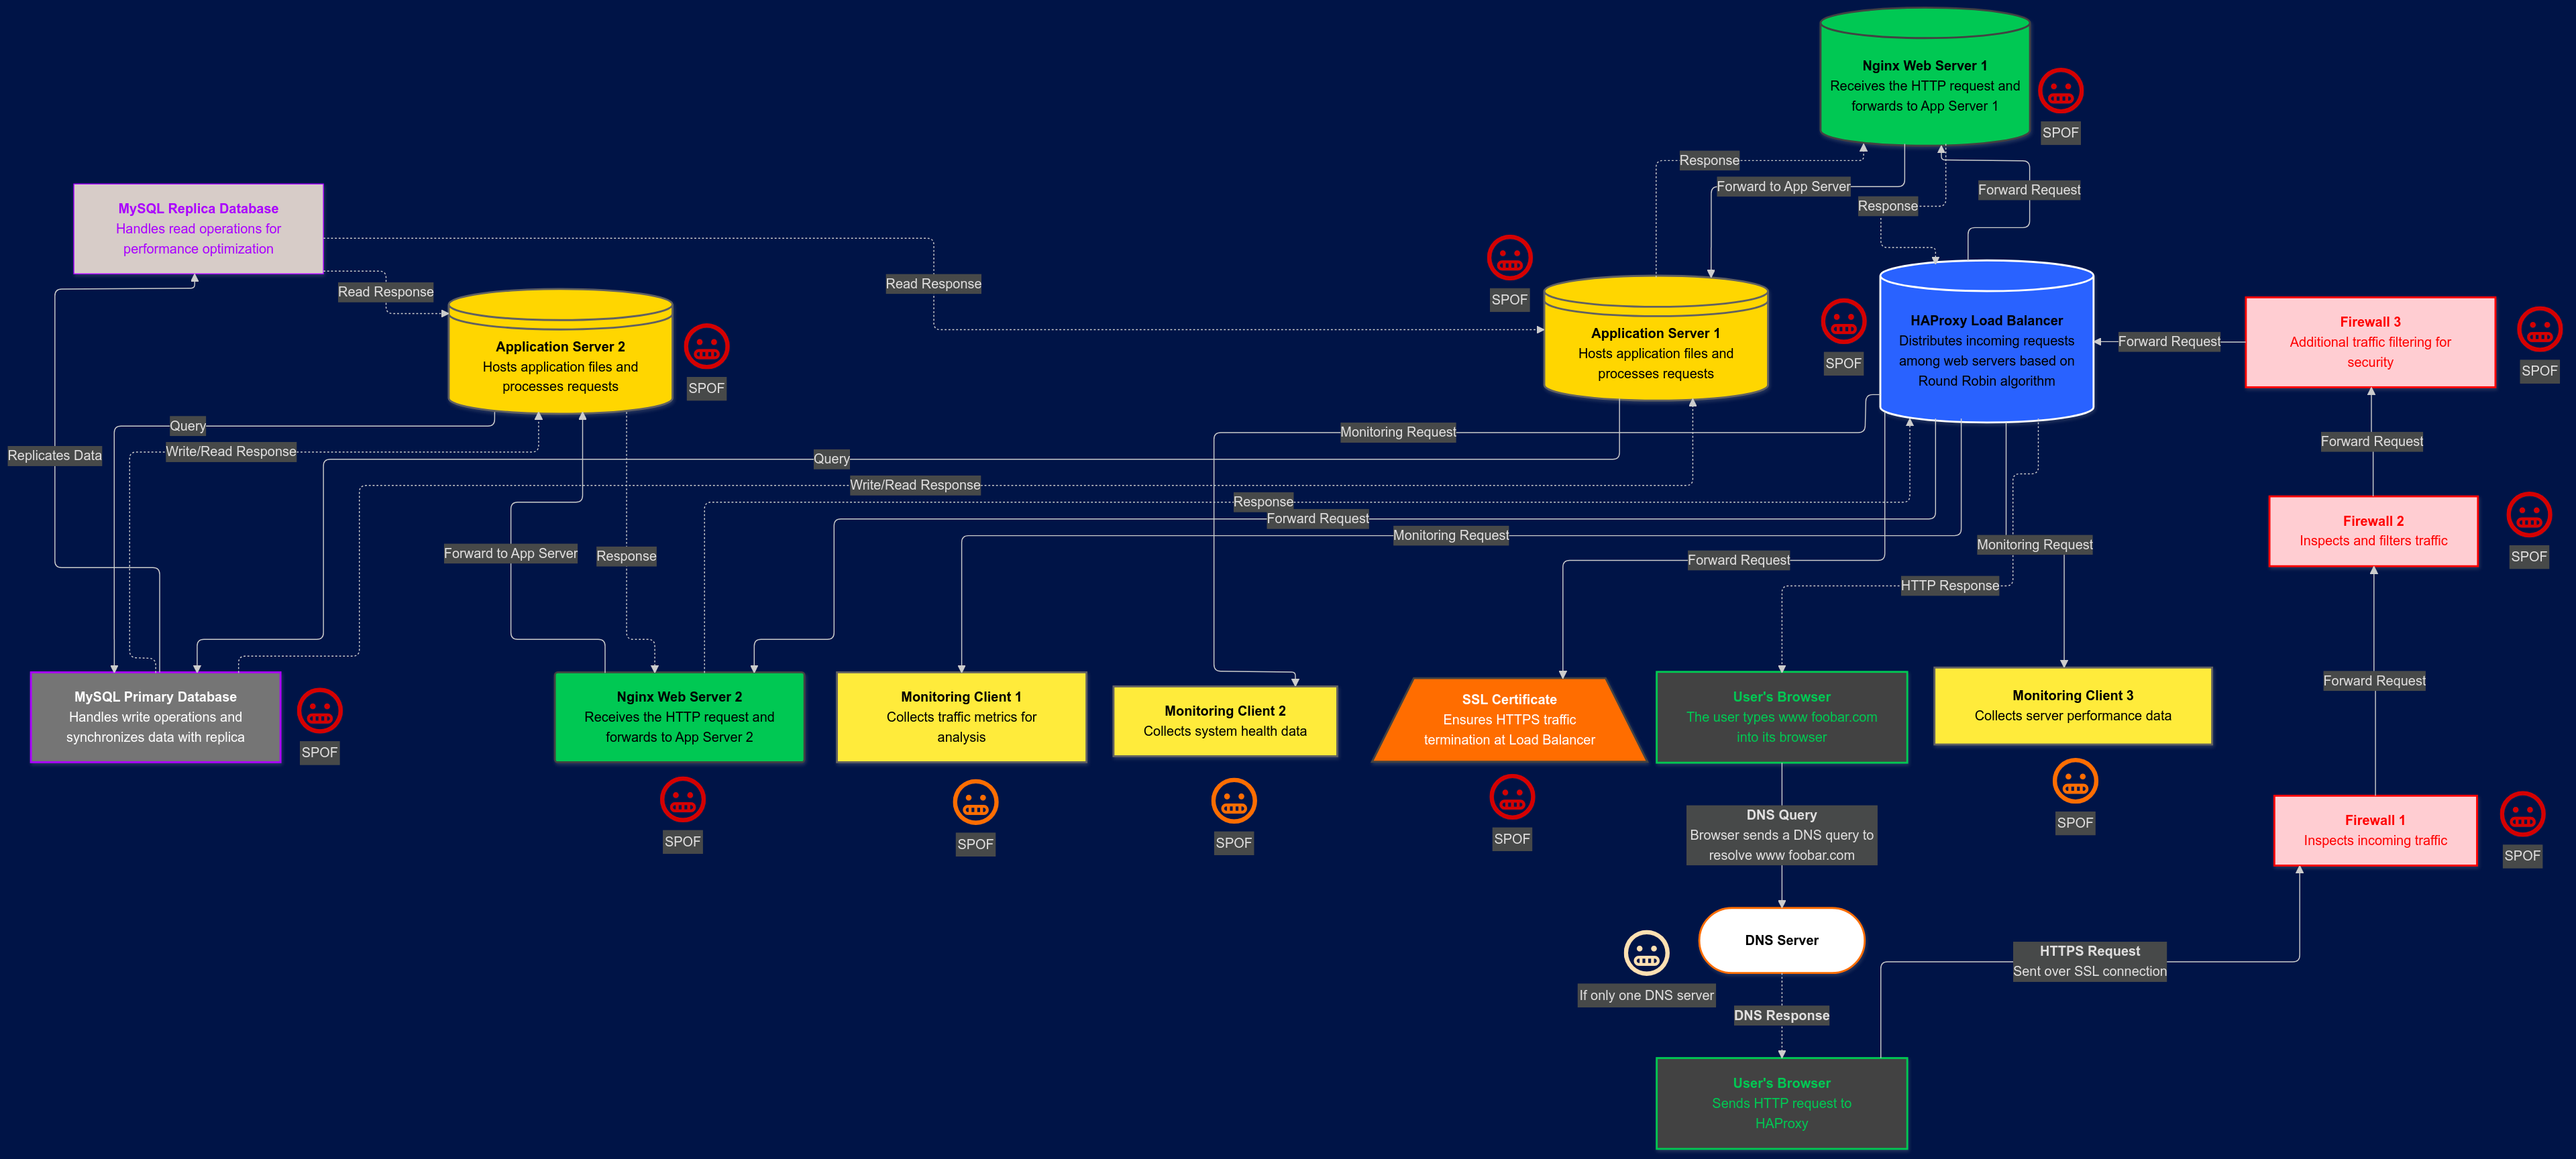 Nginx Web Server 1
Receives the HTTP request and
forwards to App Server 1
SPOF
Response
Forward to App Server
Forward Request
Response
MySQL Replica Database
Handles read operations for
performance optimization
Read Response
Read Response
SPOF
Application Server 2
Hosts application files and
processes requests
SPOF
Application Server 1
Hosts application files and
processes requests
SPOF
HAProxy Load Balancer
Distributes incoming requests
among web servers based on
Round Robin algorithm
Forward Request
Firewall 3
Additional traffic filtering for
security
SPOF
Query
Write/Read Response
Replicates Data
Query
Write/Read Response
Monitoring Request
Response
Forward Request
Monitoring Request
Forward to App Server
Response
Forward Request
Monitoring Request
HTTP Response
Forward Request
Firewall 2
Inspects and filters traffic
SPOF
Forward Request
MySQL Primary Database
Handles write operations and
synchronizes data with replica
SPOF
Nginx Web Server 2
Receives the HTTP request and
forwards to App Server 2
SPOF
Monitoring Client 1
Collects traffic metrics for
analysis
SPOF
Monitoring Client 2
Collects system health data
SPOF
SSL Certificate
Ensures HTTPS traffic
termination at Load Balancer
SPOF
User's Browser
The user types www foobar.com
into its browser
Monitoring Client 3
Collects server performance data
SPOF
Firewall 1
Inspects incoming traffic
SPOF
DNS Query
Browser sends a DNS query to
resolve www foobar.com
DNS Server
If only one DNS server
DNS Response
HTTPS Request
Sent over SSL connection
User's Browser
Sends HTTP request to
HAProxy